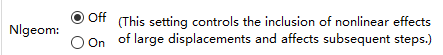 Nlgeom: Off (This setting controls the inclusion of nonlinear effects
On of large displacements and affects subsequent steps.)